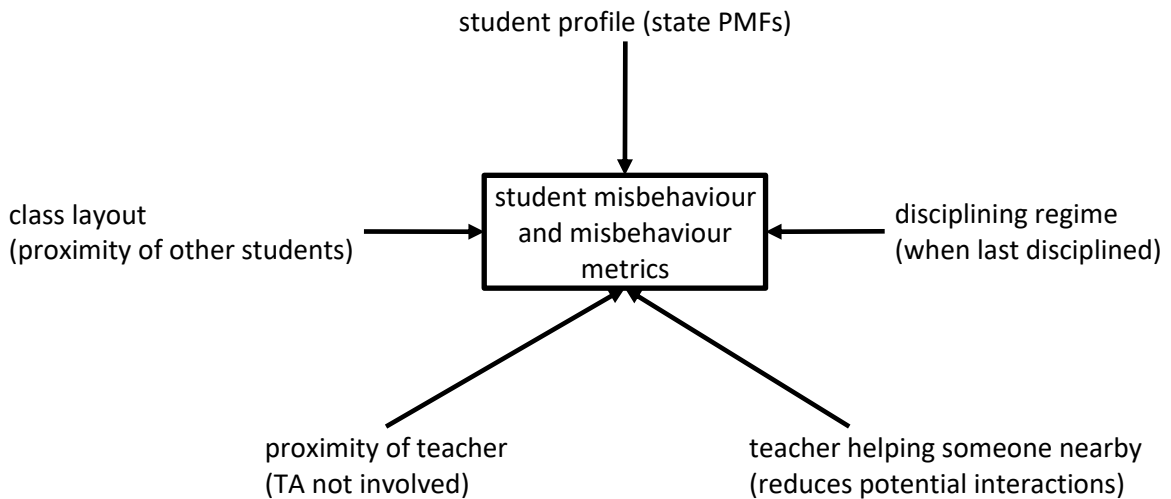 student profile (state PMFs)
class layout
(proximity of other students)
student misbehaviour
and misbehaviour
metrics
disciplining regime
(when last disciplined)
proximity of teacher
(TA not involved)
teacher helping someone nearby
(reduces potential interactions)